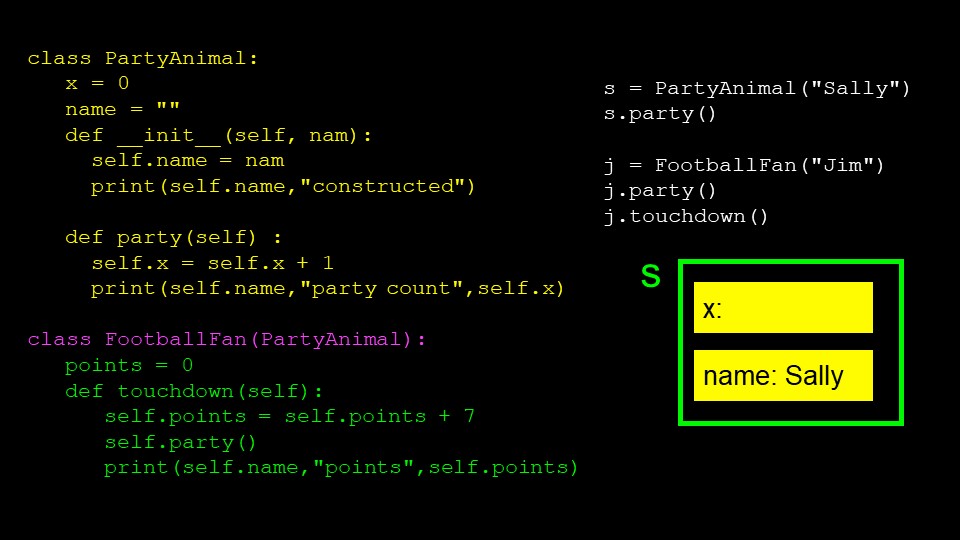 class PartyAnimal:
   x = 0
   name = ""
   def __init__(self, nam):
     self.name = nam
     print(self.name,"constructed")

   def party(self) :
     self.x = self.x + 1
     print(self.name,"party count",self.x)

class FootballFan(PartyAnimal):
   points = 0
   def touchdown(self):
      self.points = self.points + 7
      self.party()
      print(self.name,"points",self.points)

s = PartyAnimal("Sally")
s.party()

j = FootballFan("Jim")
j.party()
j.touchdown()

s
x:
name: Sally